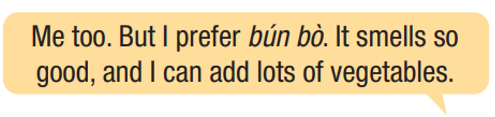 Me too. But I prefer bún bò. It smells so
good, and I can add lots of vegetables.